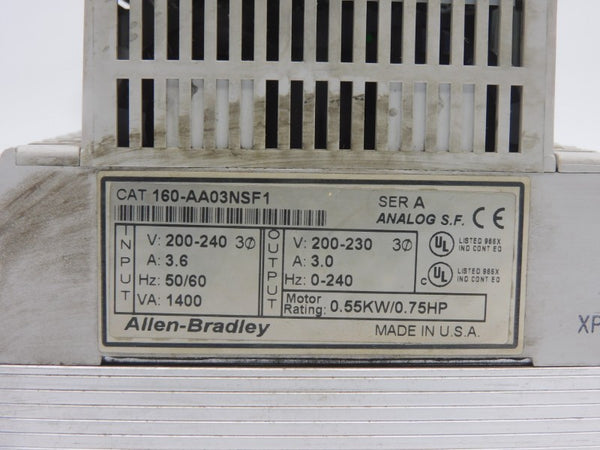 CAT 160-AA03NSF1 SER A
ANALOG S.F. CE
INPUT
V: 200-240 3Ø
A: 3.6
Hz: 50/60
VA: 1400
OUTPUT
V: 200-230 3Ø
A: 3.0
Hz: 0-240
Motor
Rating: 0.55KW/0.75HP
UL LISTED 966X
IND CONT EQ
c UL LISTED 966X
IND CONT EQ
Allen-Bradley MADE IN U.S.A.
XP